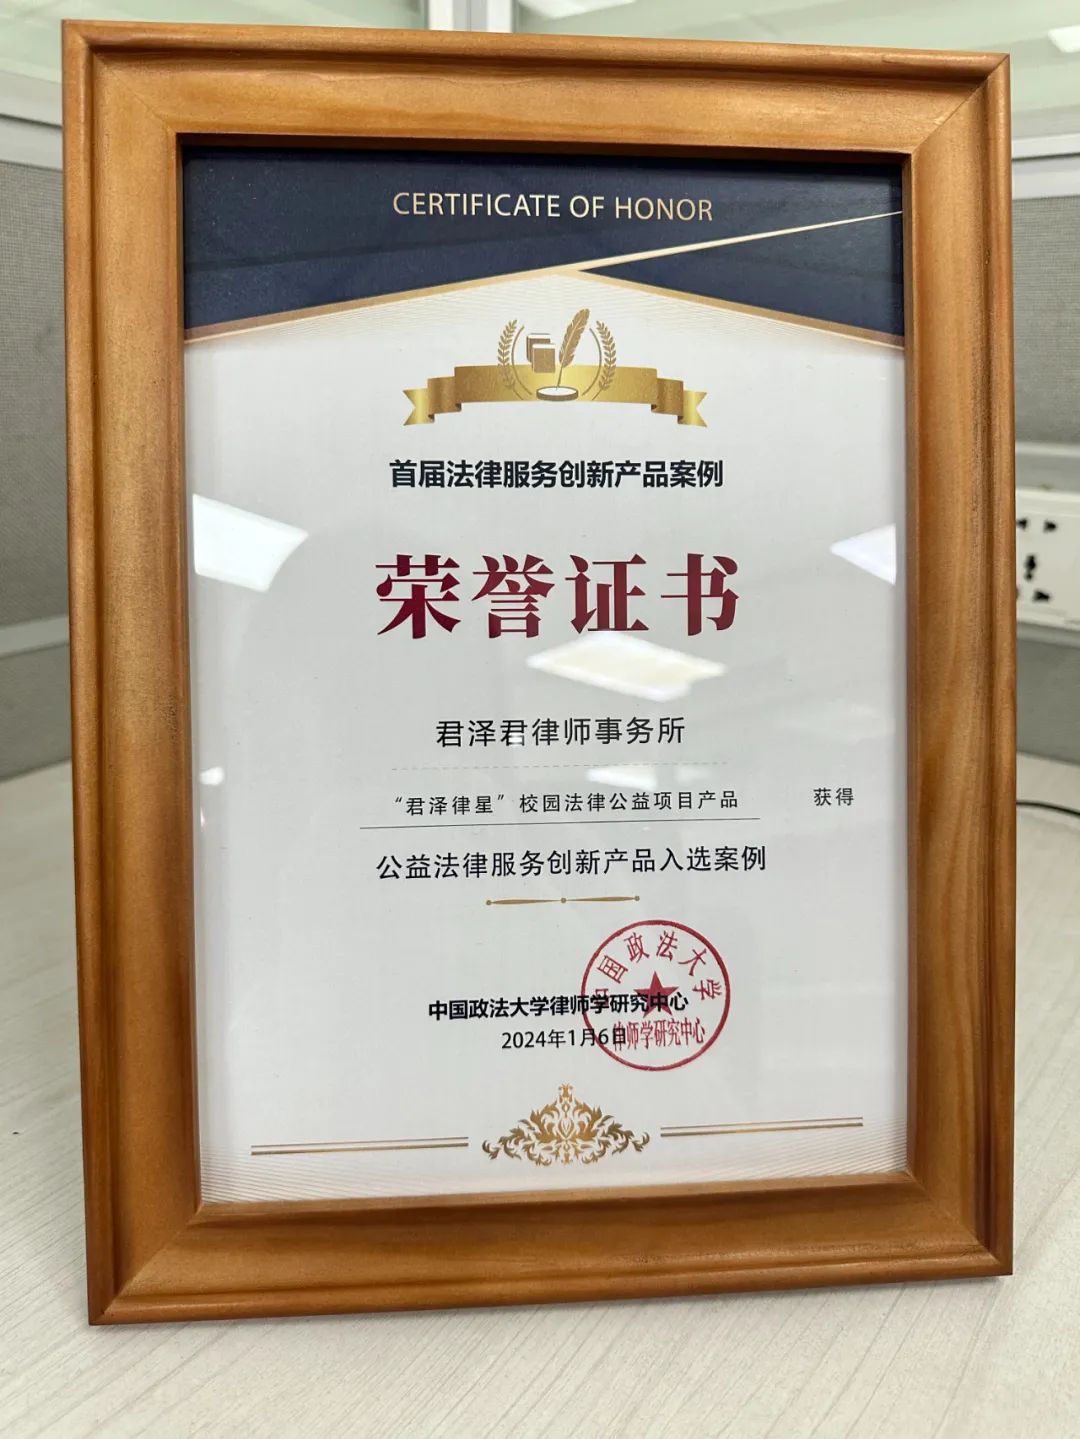 CERTIFICATE OF HONOR
首届法律服务创新产品案例
荣誉证书
君泽君律师事务所
“君泽律星”校园法律公益项目产品 获得
公益法律服务创新产品入选案例
中国政法大学律师学研究中心
2024年1月6日
中国政法大学
律师学研究中心